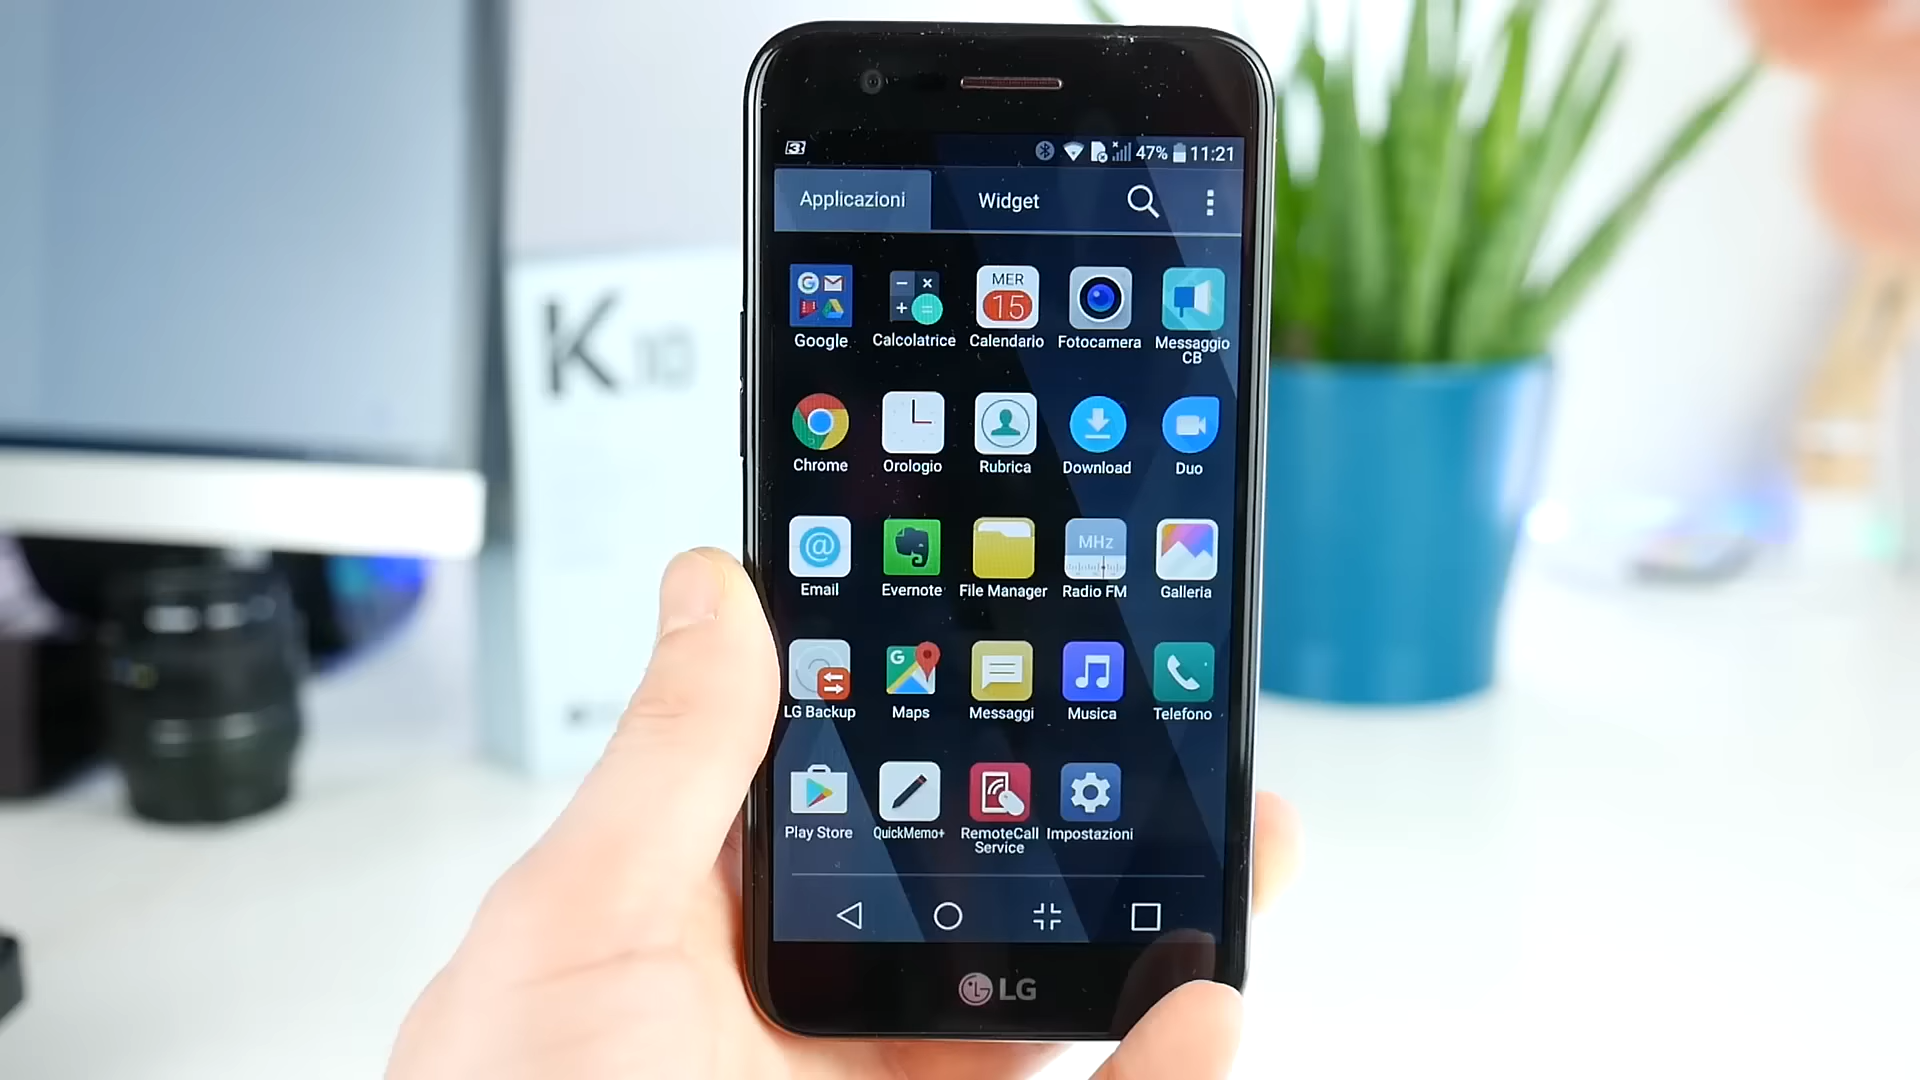 K10
3
47% 11:21
Applicazioni Widget
MER
15
Google Calcolatrice Calendario Fotocamera Messaggio
CB
Chrome Orologio Rubrica Download Duo
MHz
Email Evernote File Manager Radio FM Galleria
LG Backup Maps Messaggi Musica Telefono
Play Store QuickMemo+ RemoteCall Impostazioni
Service
LG